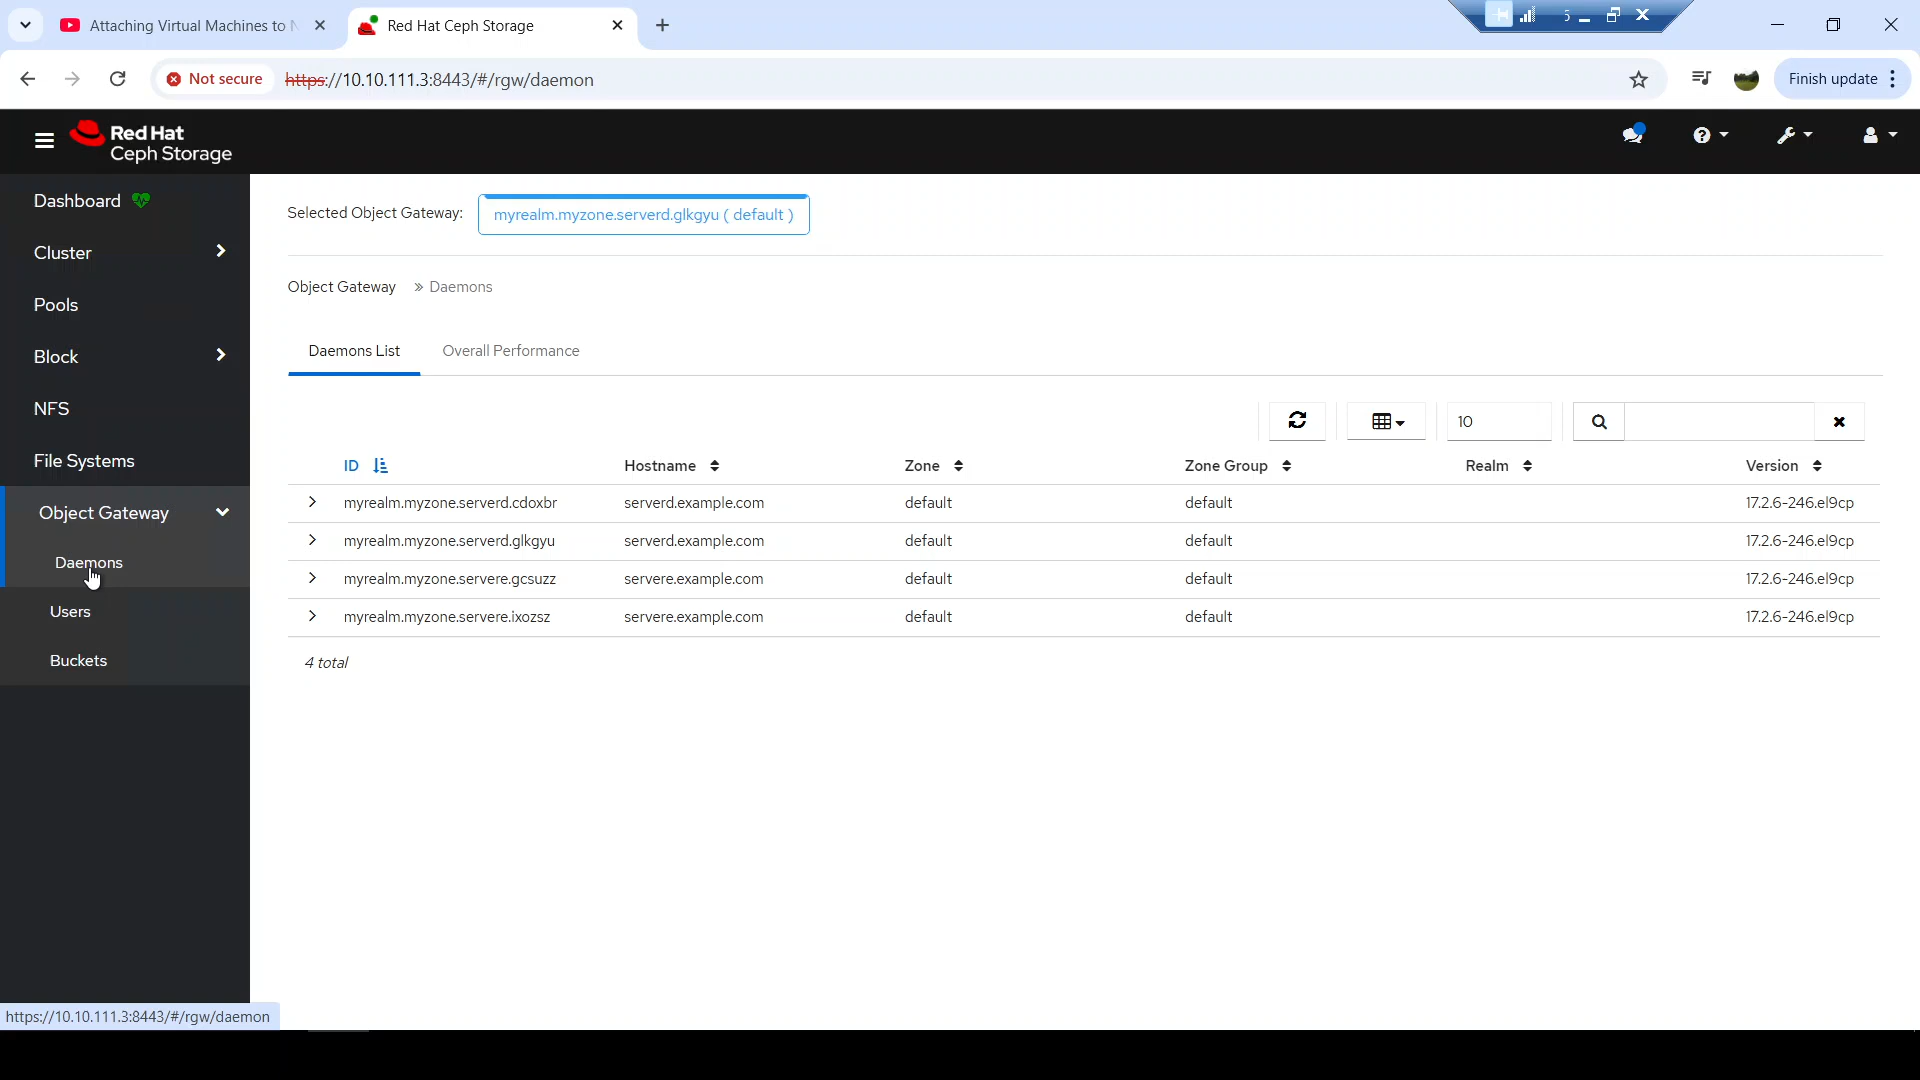 Attaching Virtual Machines to N
Red Hat Ceph Storage
5
Not secure
https://10.10.111.3:8443/#/rgw/daemon
Finish update
Red Hat
Ceph Storage
Dashboard
Cluster
Pools
Block
NFS
File Systems
Object Gateway
Daemons
Users
Buckets
Selected Object Gateway:
myrealm.myzone.serverd.glkgyu ( default )
Object Gateway » Daemons
Daemons List
Overall Performance
10
ID Hostname Zone Zone Group Realm Version
myrealm.myzone.serverd.cdoxbr serverd.example.com default default 17.2.6-246.el9cp
myrealm.myzone.serverd.glkgyu serverd.example.com default default 17.2.6-246.el9cp
myrealm.myzone.servere.gcsuzz servere.example.com default default 17.2.6-246.el9cp
myrealm.myzone.servere.ixozsz servere.example.com default default 17.2.6-246.el9cp
4 total
https://10.10.111.3:8443/#/rgw/daemon